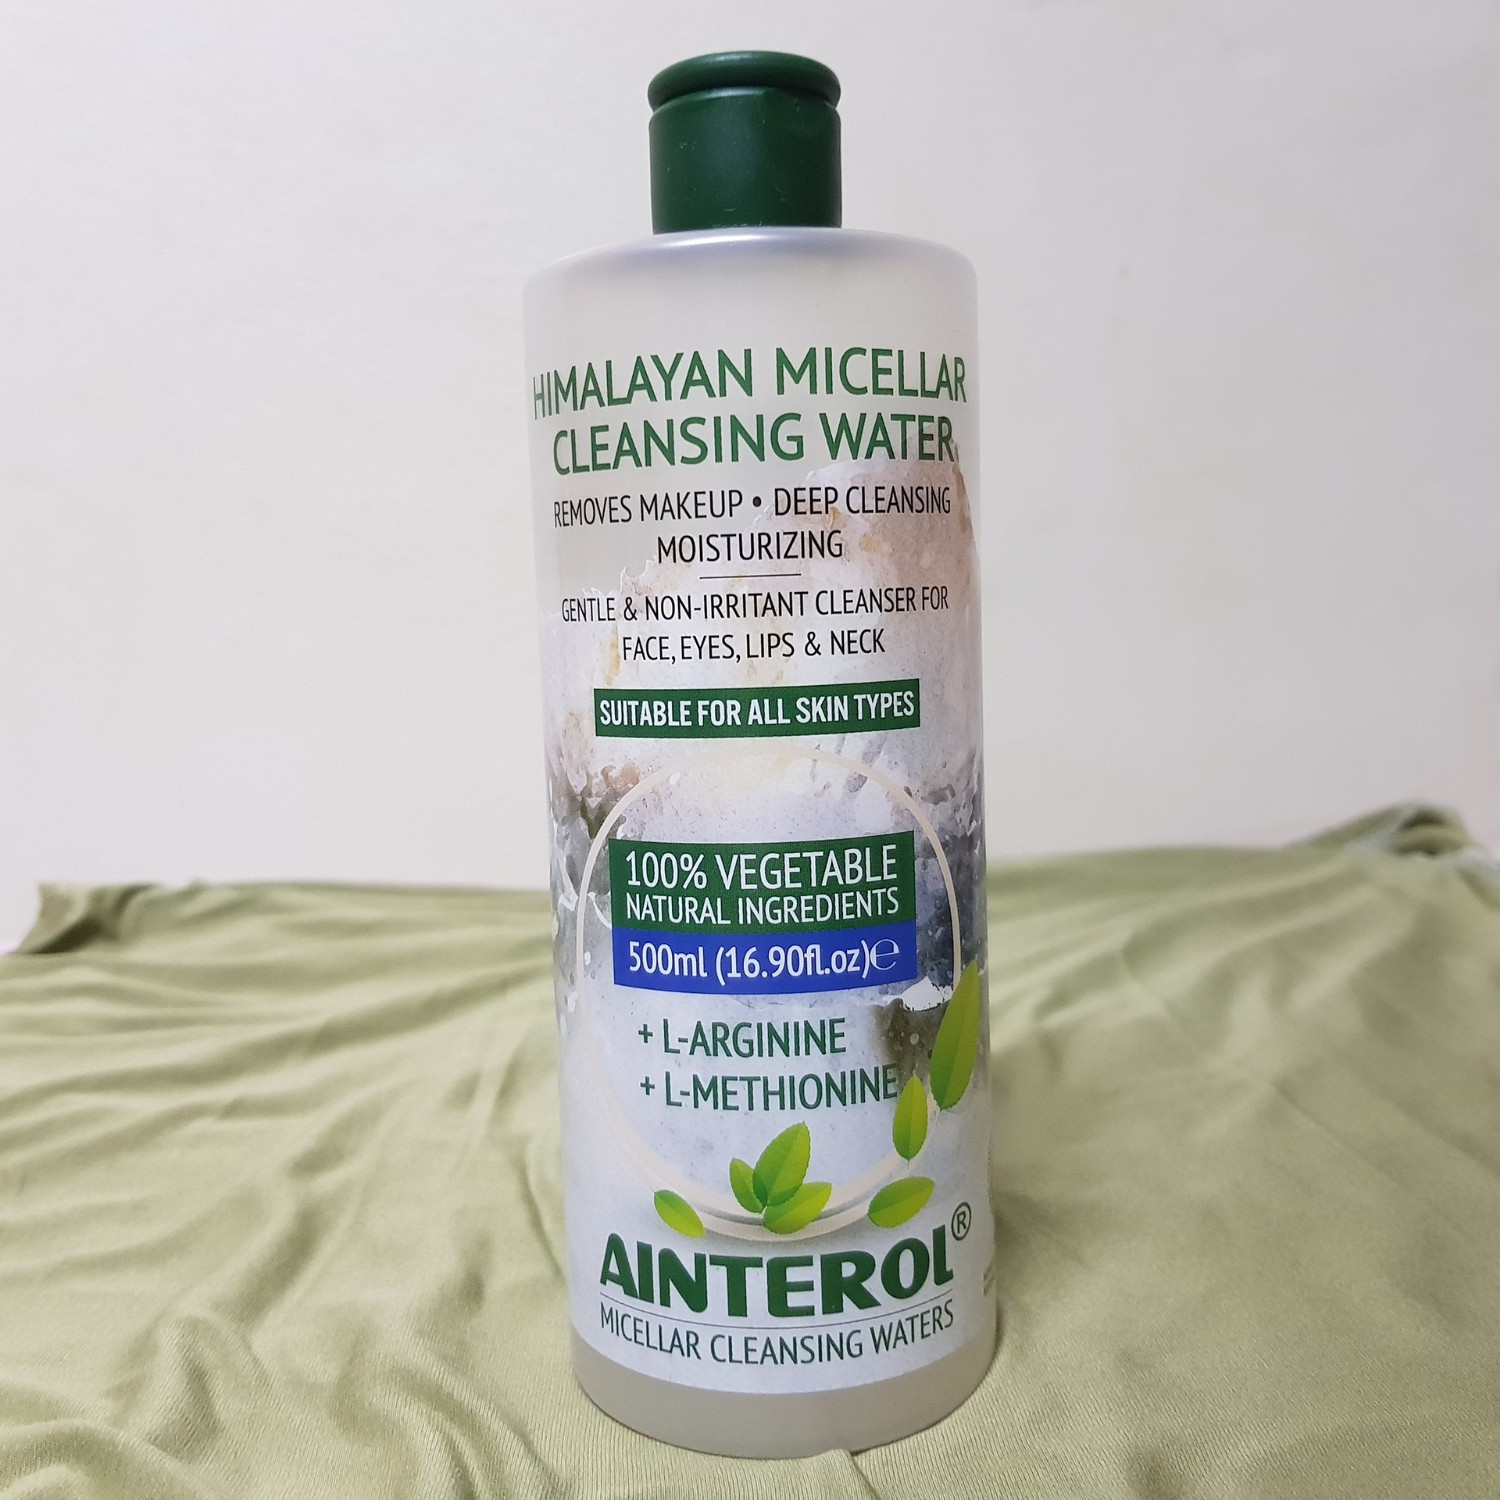 HIMALAYAN MICELLAR
CLEANSING WATER
REMOVES MAKEUP • DEEP CLEANSING
MOISTURIZING
GENTLE & NON-IRRITANT CLEANSER FOR
FACE, EYES, LIPS & NECK
SUITABLE FOR ALL SKIN TYPES
100% VEGETABLE
NATURAL INGREDIENTS
500ml (16.90fl.oz)℮
+ L-ARGININE
+ L-METHIONINE
AINTEROL®
MICELLAR CLEANSING WATERS